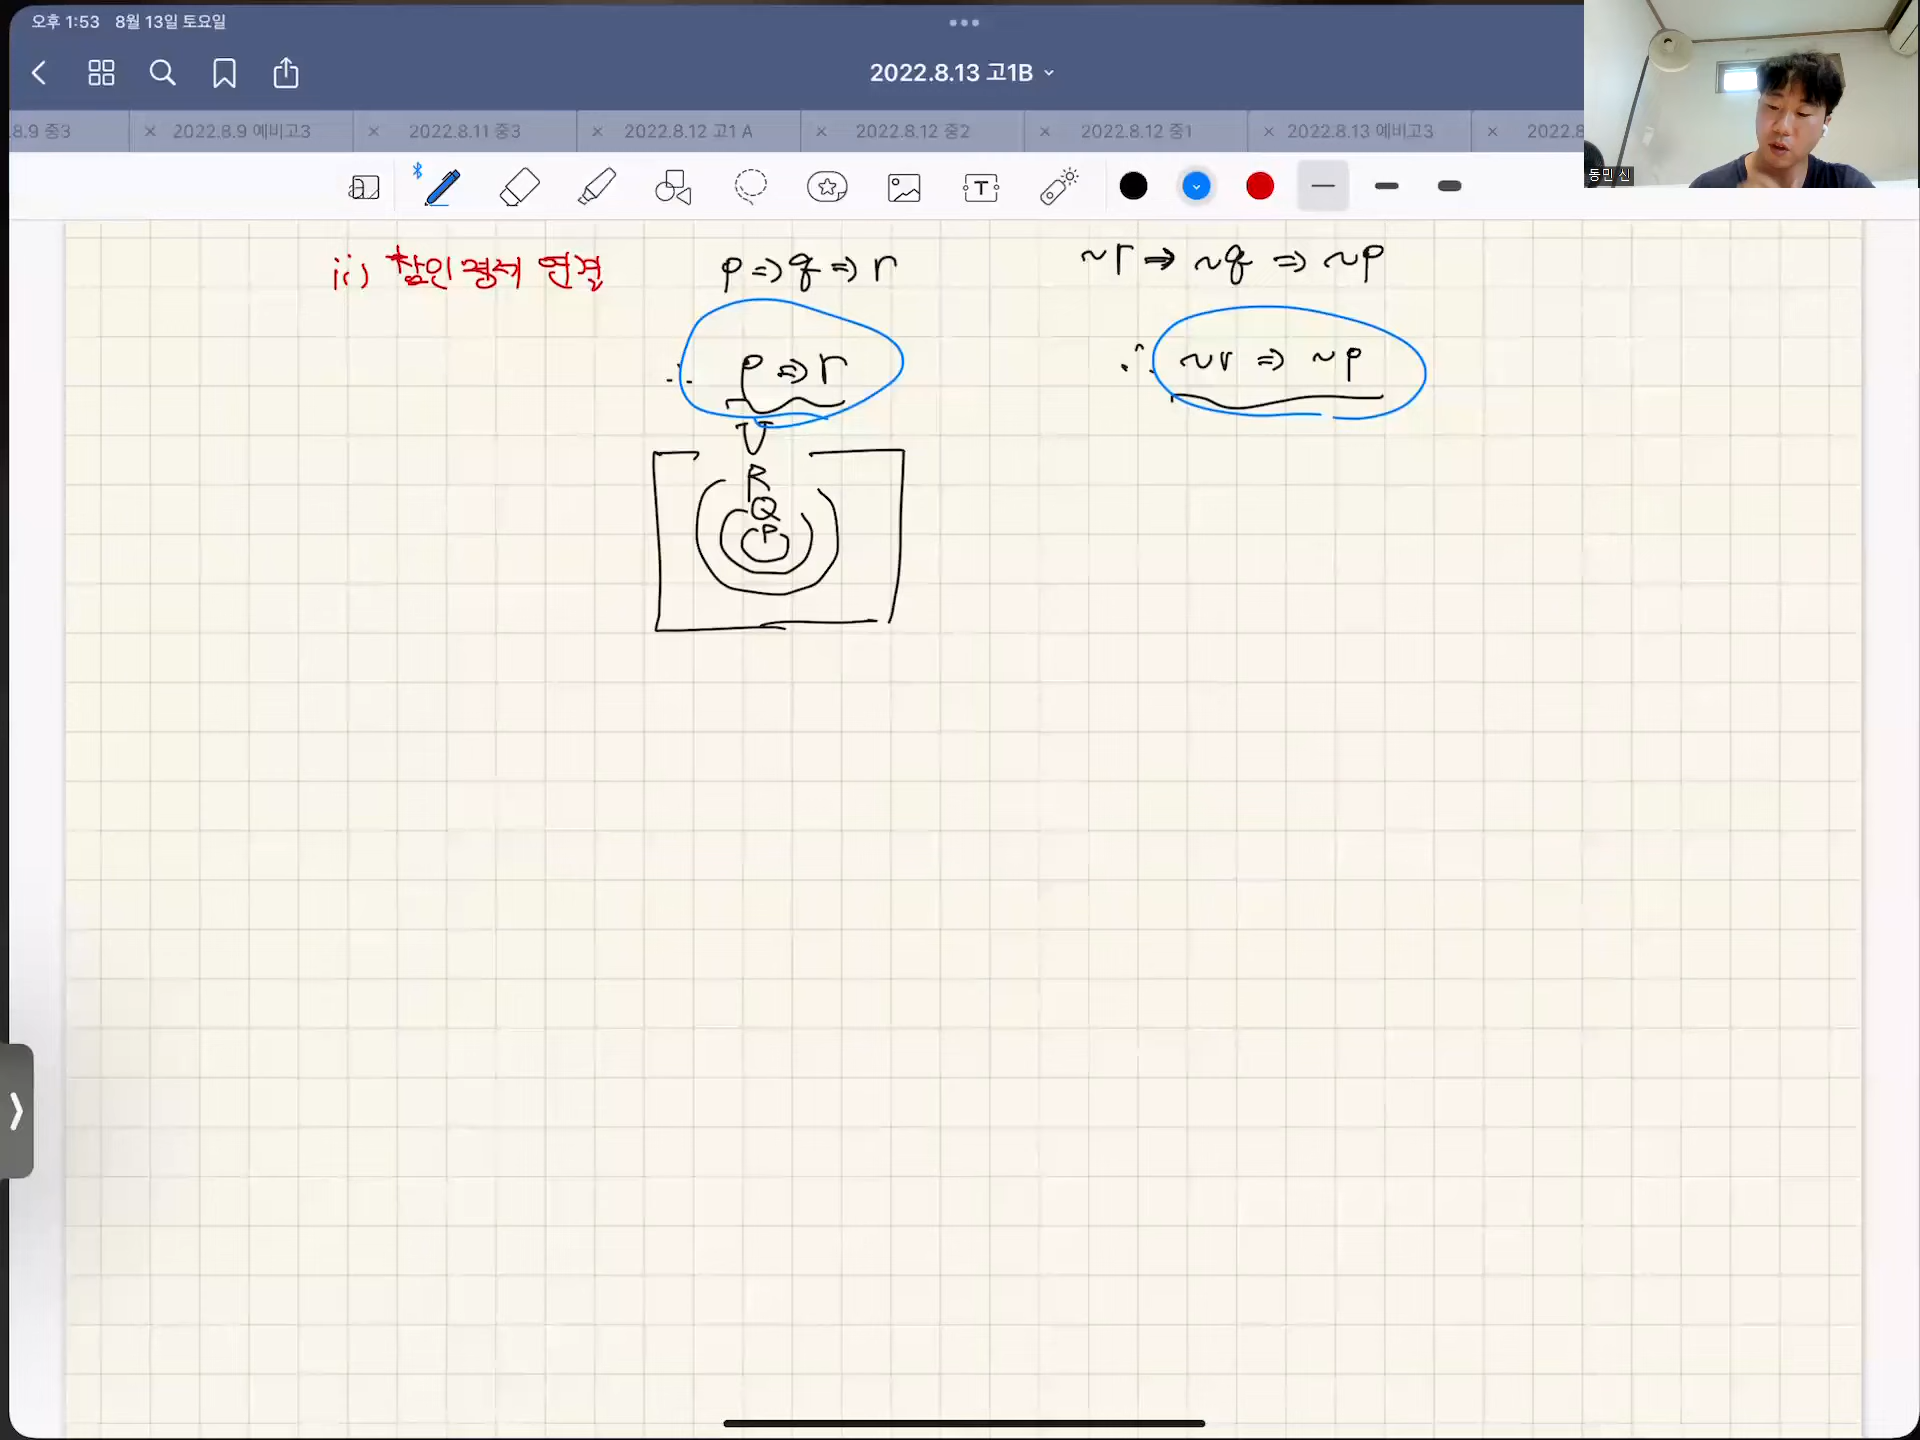 오후 1:53 8월 13일 토요일
2022.8.13 고1B
8.9 중3
2022.8.9 예비고3
2022.8.11 중3
2022.8.12 고1 A
2022.8.12 중2
2022.8.12 중1
2022.8.13 예비고3
2022.8
동민 신
ii) 참인 명제 연결 p ⇒ q ⇒ r ~r ⇒ ~q ⇒ ~p
∴ p ⇒ r ∴ ~r ⇒ ~p
U
R
Q
P